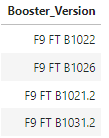 Booster_Version
F9 FT B1022
F9 FT B1026
F9 FT B1021.2
F9 FT B1031.2